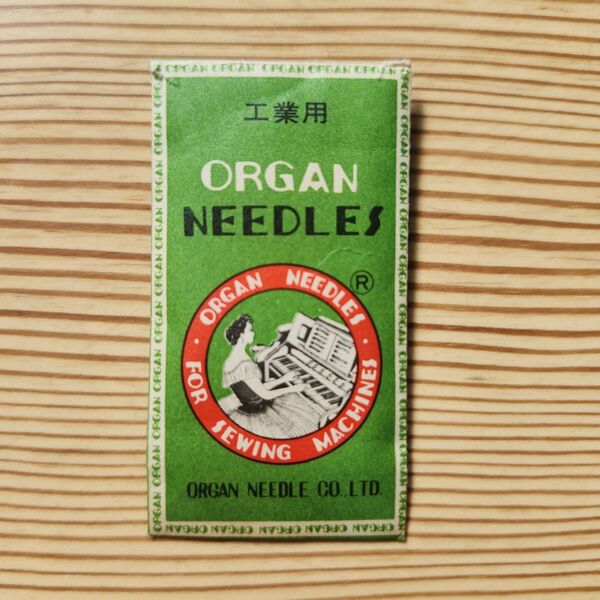 ORGAN ORGAN ORGAN ORGAN ORGAN ORGAN
工業用
ORGAN
NEEDLES
®
· ORGAN NEEDLES ·
FOR SEWING MACHINES
ORGAN NEEDLE CO.,LTD.